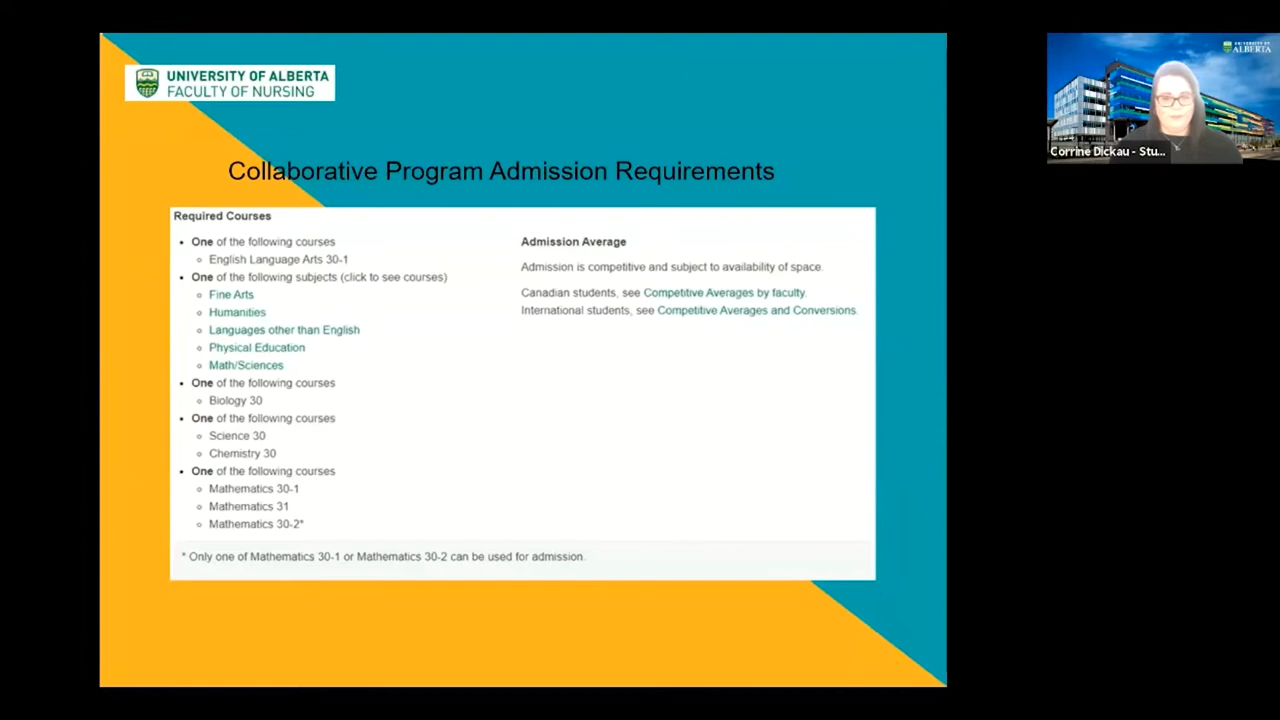 UNIVERSITY OF ALBERTA
FACULTY OF NURSING
Collaborative Program Admission Requirements
Required Courses
• One of the following courses
English Language Arts 30-1
• One of the following subjects (click to see courses)
Fine Arts
Humanities
Languages other than English
Physical Education
Math/Sciences
• One of the following courses
Biology 30
• One of the following courses
Science 30
Chemistry 30
• One of the following courses
Mathematics 30-1
Mathematics 31
Mathematics 30-2*
* Only one of Mathematics 30-1 or Mathematics 30-2 can be used for admission.
Admission Average
Admission is competitive and subject to availability of space.
Canadian students, see Competitive Averages by faculty.
International students, see Competitive Averages and Conversions.
UNIVERSITY OF
ALBERTA
Corrine Dickau - Stu...